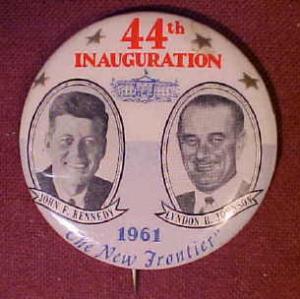 44th
INAUGURATION
JOHN F. KENNEDY
LYNDON B. JOHNSON
1961
"The New Frontier"